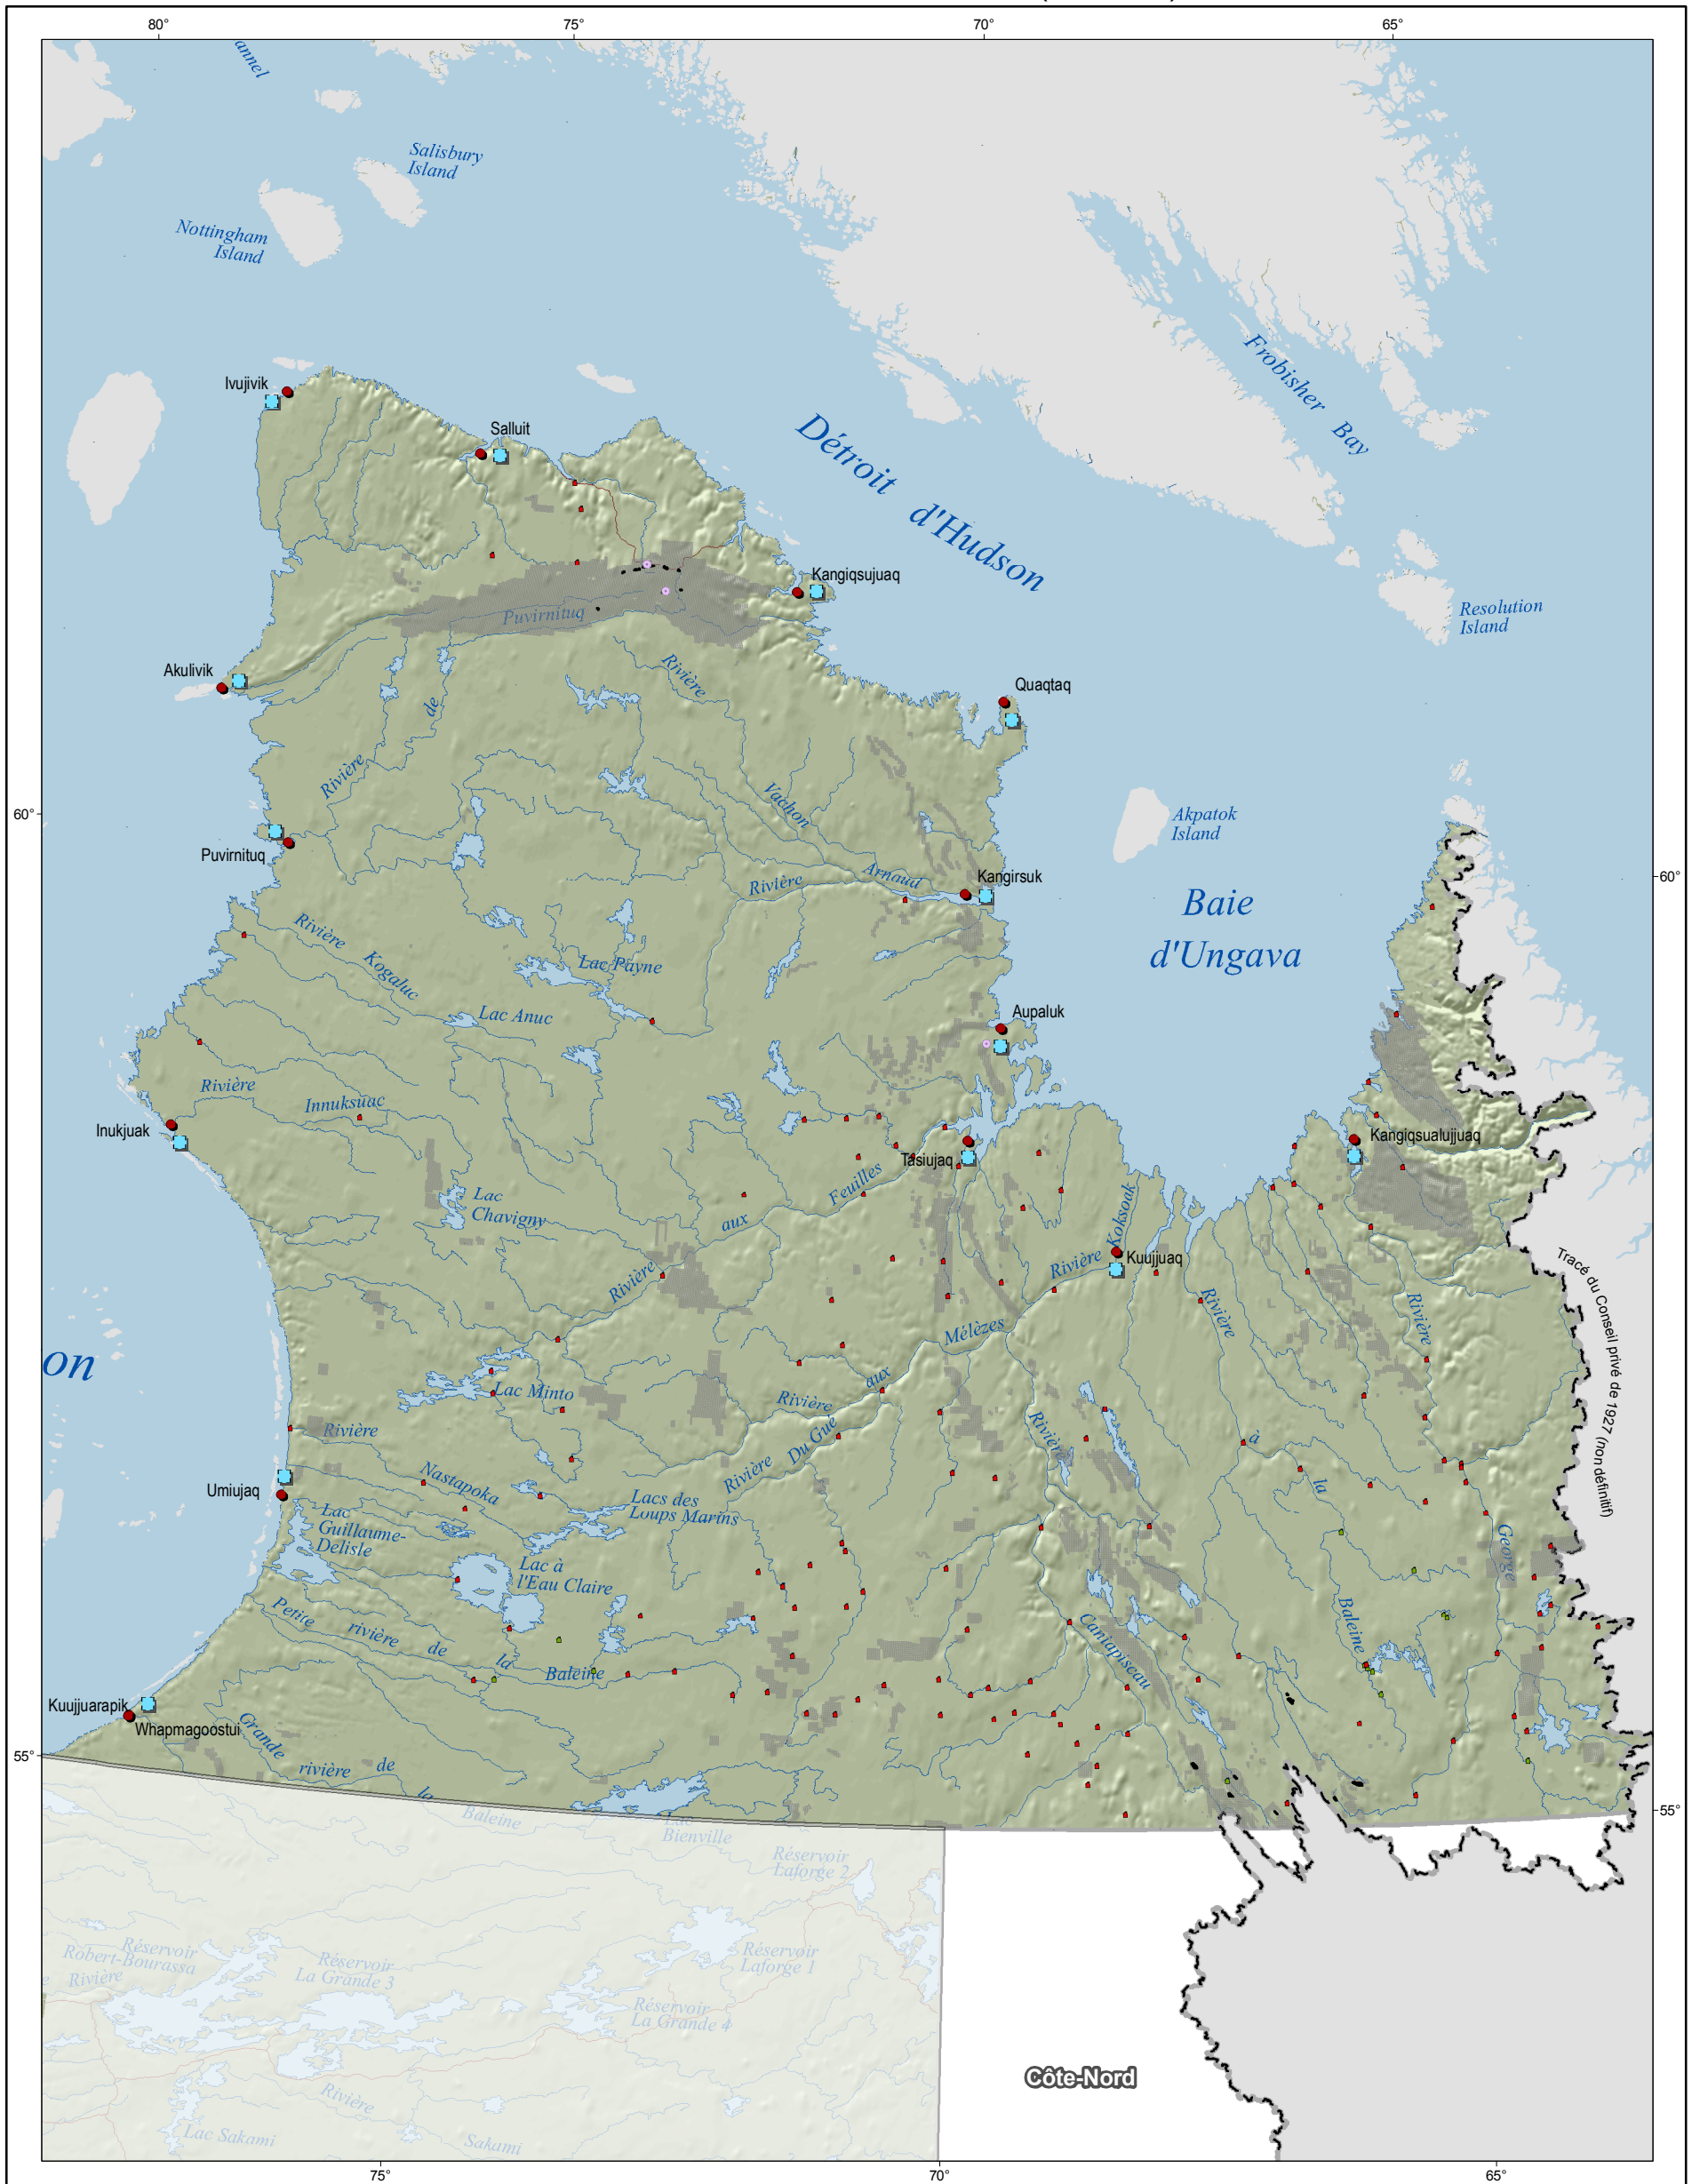 80°
75°
70°
65°
annel
Salisbury
Island
Nottingham
Island
Frobisher Bay
Ivujivik
Salluit
Détroit d'Hudson
Kangiqsujuaq
Puvirnituq
Resolution
Island
Akulivik
Rivière
Quaqtaq
de
Rivière
Vachon
60°
Akpatok
Island
Puvirnituq
Rivière Arnaud
Kangirsuk
60°
Baie
d'Ungava
Rivière Kogaluc
Lac Payne
Lac Anuc
Aupaluk
Rivière Innuksuac
Inukjuak
Kangiqsualujjuaq
Tasiujaq
Rivière aux Feuilles
Lac
Chavigny
Rivière Koksoak
Kuujjuaq
Tracé du Conseil privé de 1927 (non définitif)
Rivière
Rivière
on
Mélèzes
aux
Rivière
Lac Minto
Rivière Du Gué
Rivière
Rivière
Nastapoka
à
la
Umiujaq
Lac
Guillaume-
Delisle
Lacs des
Loups Marins
George
Lac à
l'Eau Claire
Petite rivière de la Baleine
Baleine
Caniapiscau
Kuujjuarapik
Whapmagoostui
Grande rivière de la
55°
55°
Baleine
Lac
Bienville
Réservoir
Laforge 2
Réservoir
Robert-Bourassa
Réservoir
La Grande 3
Réservoir
Laforge 1
e Rivière
Réservoir
La Grande 4
Côte-Nord
Rivière
Lac Sakami
Sakami
75°
70°
65°